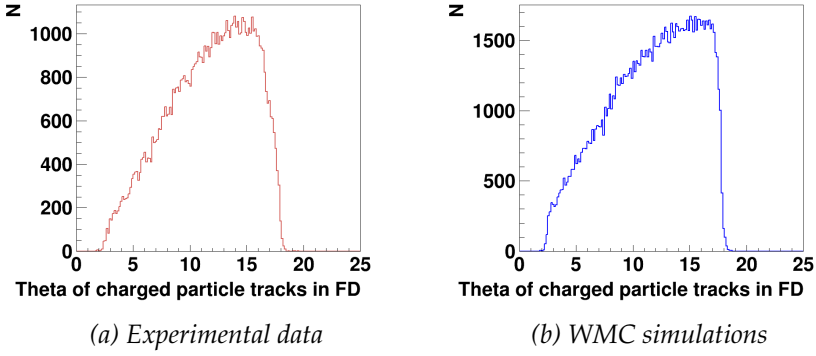 N
1000
800
600
400
200
0
0 5 10 15 20 25
Theta of charged particle tracks in FD
(a) Experimental data
N
1500
1000
500
0
0 5 10 15 20 25
Theta of charged particle tracks in FD
(b) WMC simulations